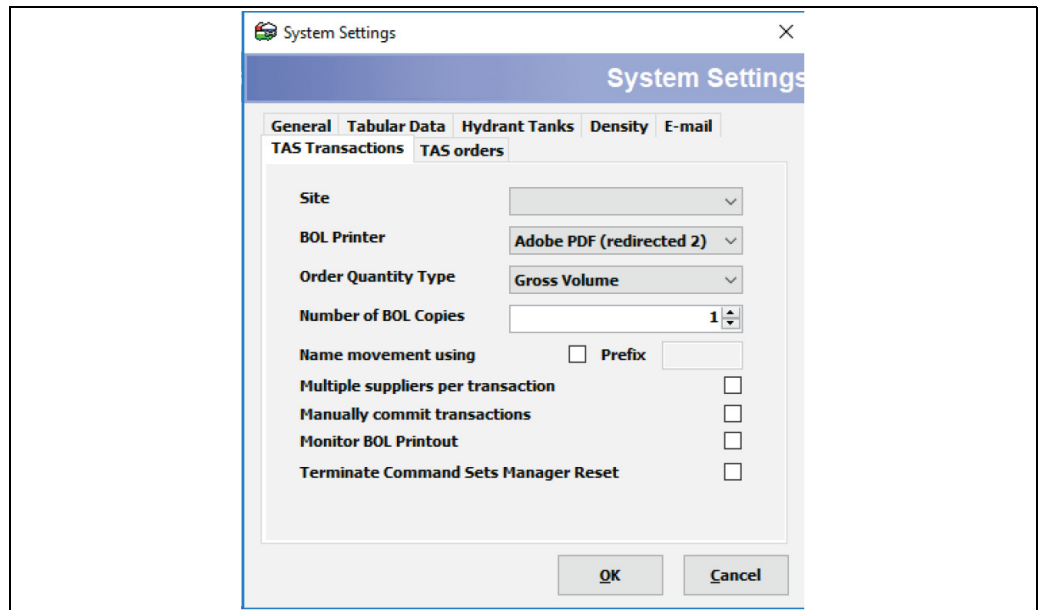 System Settings
System Settings
General Tabular Data Hydrant Tanks Density E-mail
TAS Transactions TAS orders
Site
BOL Printer Adobe PDF (redirected 2)
Order Quantity Type Gross Volume
Number of BOL Copies 1
Name movement using Prefix
Multiple suppliers per transaction
Manually commit transactions
Monitor BOL Printout
Terminate Command Sets Manager Reset
OK Cancel